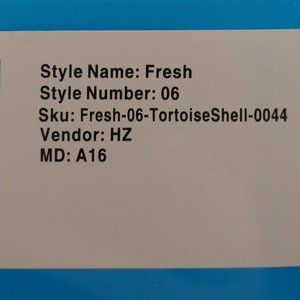 Style Name: Fresh
Style Number: 06
Sku: Fresh-06-TortoiseShell-0044
Vendor: HZ
MD: A16